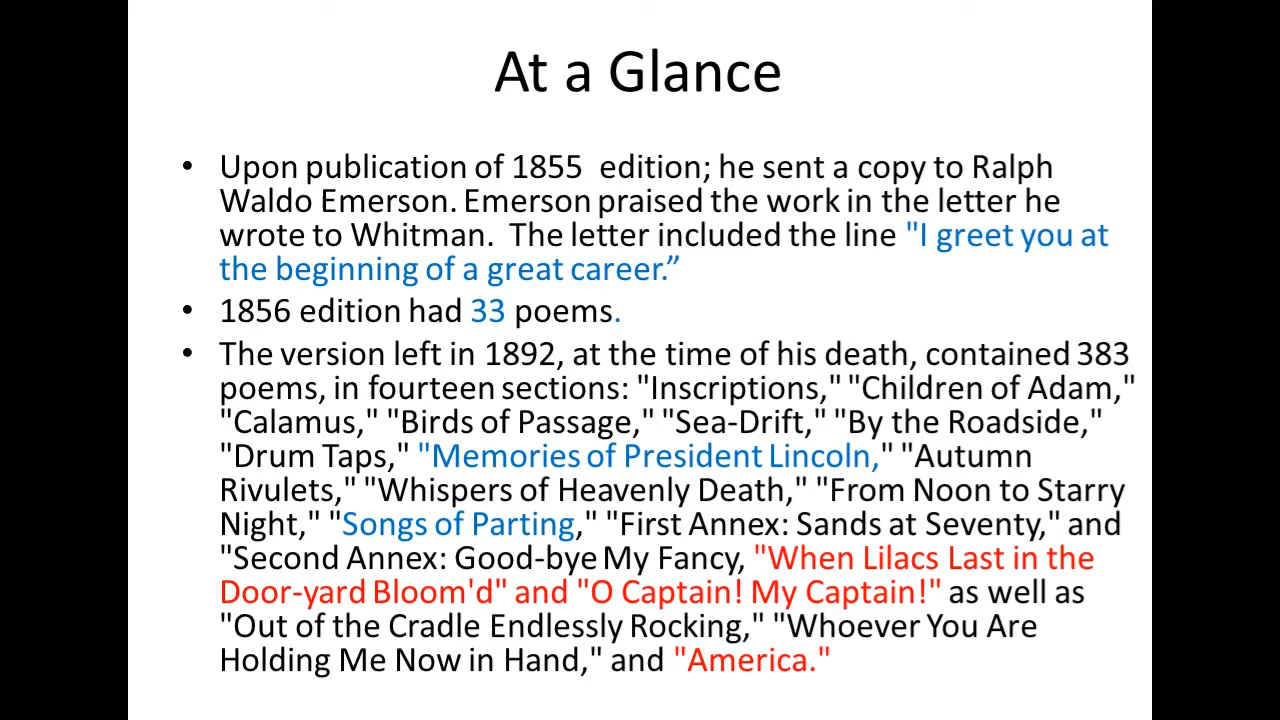 At a Glance
• Upon publication of 1855  edition; he sent a copy to Ralph
Waldo Emerson. Emerson praised the work in the letter he
wrote to Whitman.  The letter included the line "I greet you at
the beginning of a great career.”
• 1856 edition had 33 poems.
• The version left in 1892, at the time of his death, contained 383
poems, in fourteen sections: "Inscriptions," "Children of Adam,"
"Calamus," "Birds of Passage," "Sea-Drift," "By the Roadside,"
"Drum Taps," "Memories of President Lincoln," "Autumn
Rivulets," "Whispers of Heavenly Death," "From Noon to Starry
Night," "Songs of Parting," "First Annex: Sands at Seventy," and
"Second Annex: Good-bye My Fancy, "When Lilacs Last in the
Door-yard Bloom'd" and "O Captain! My Captain!" as well as
"Out of the Cradle Endlessly Rocking," "Whoever You Are
Holding Me Now in Hand," and "America."